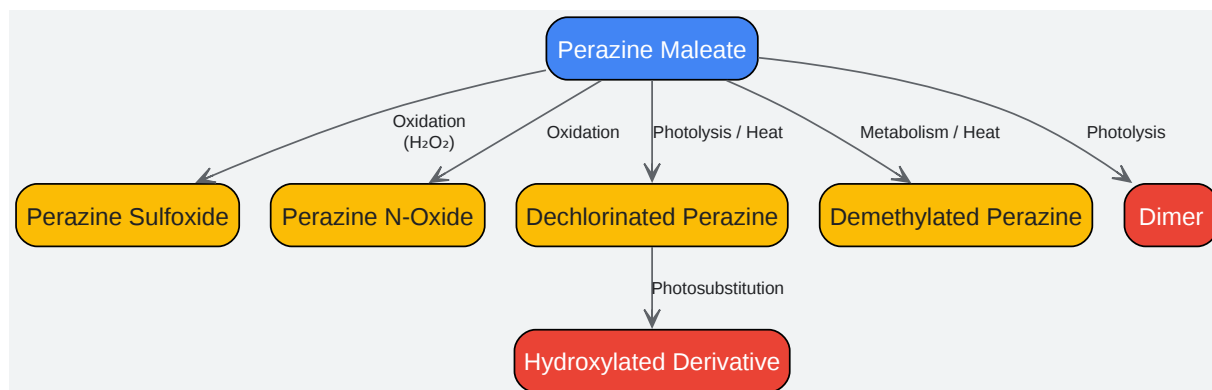 Perazine Maleate
Oxidation
(H₂O₂)
Oxidation
Photolysis / Heat
Metabolism / Heat
Photolysis
Perazine Sulfoxide
Perazine N-Oxide
Dechlorinated Perazine
Demethylated Perazine
Dimer
Photosubstitution
Hydroxylated Derivative